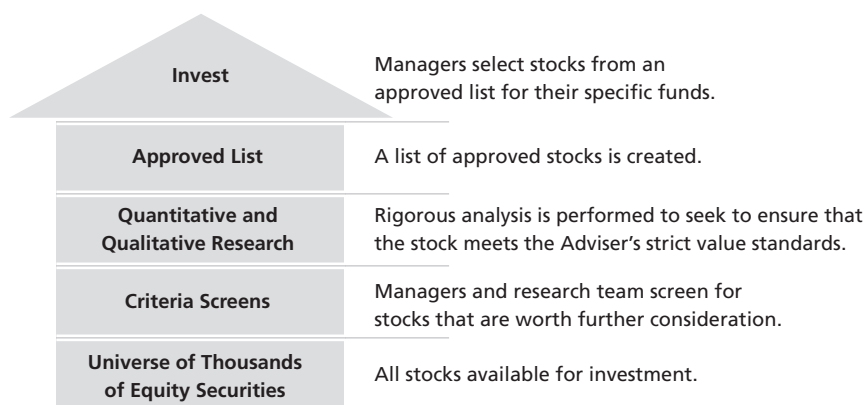 Invest
Managers select stocks from an
approved list for their specific funds.
Approved List
A list of approved stocks is created.
Quantitative and
Qualitative Research
Rigorous analysis is performed to seek to ensure that
the stock meets the Adviser’s strict value standards.
Criteria Screens
Managers and research team screen for
stocks that are worth further consideration.
Universe of Thousands
of Equity Securities
All stocks available for investment.